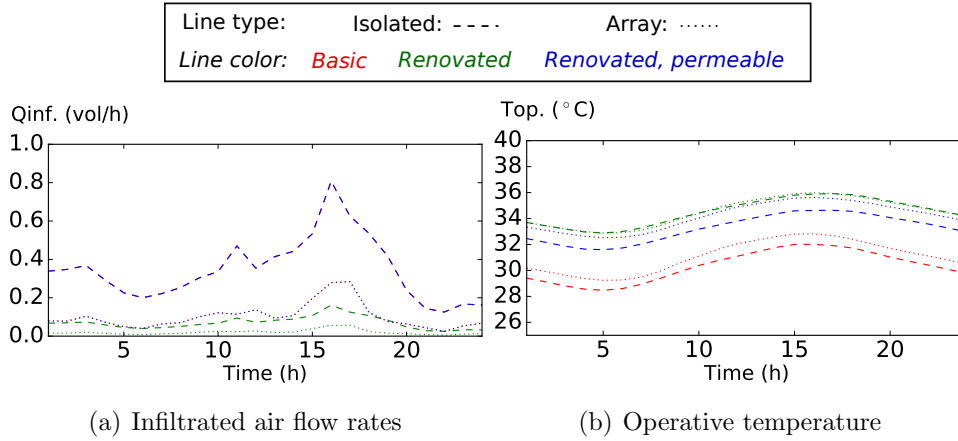 Line type: Isolated: Array:
Line color: Basic Renovated Renovated, permeable
Qinf. (vol/h)
1.0
0.8
0.6
0.4
0.2
0.0
5 10 15 20
Time (h)
(a) Infiltrated air flow rates
Top. (°C)
40
38
36
34
32
30
28
26
5 10 15 20
Time (h)
(b) Operative temperature